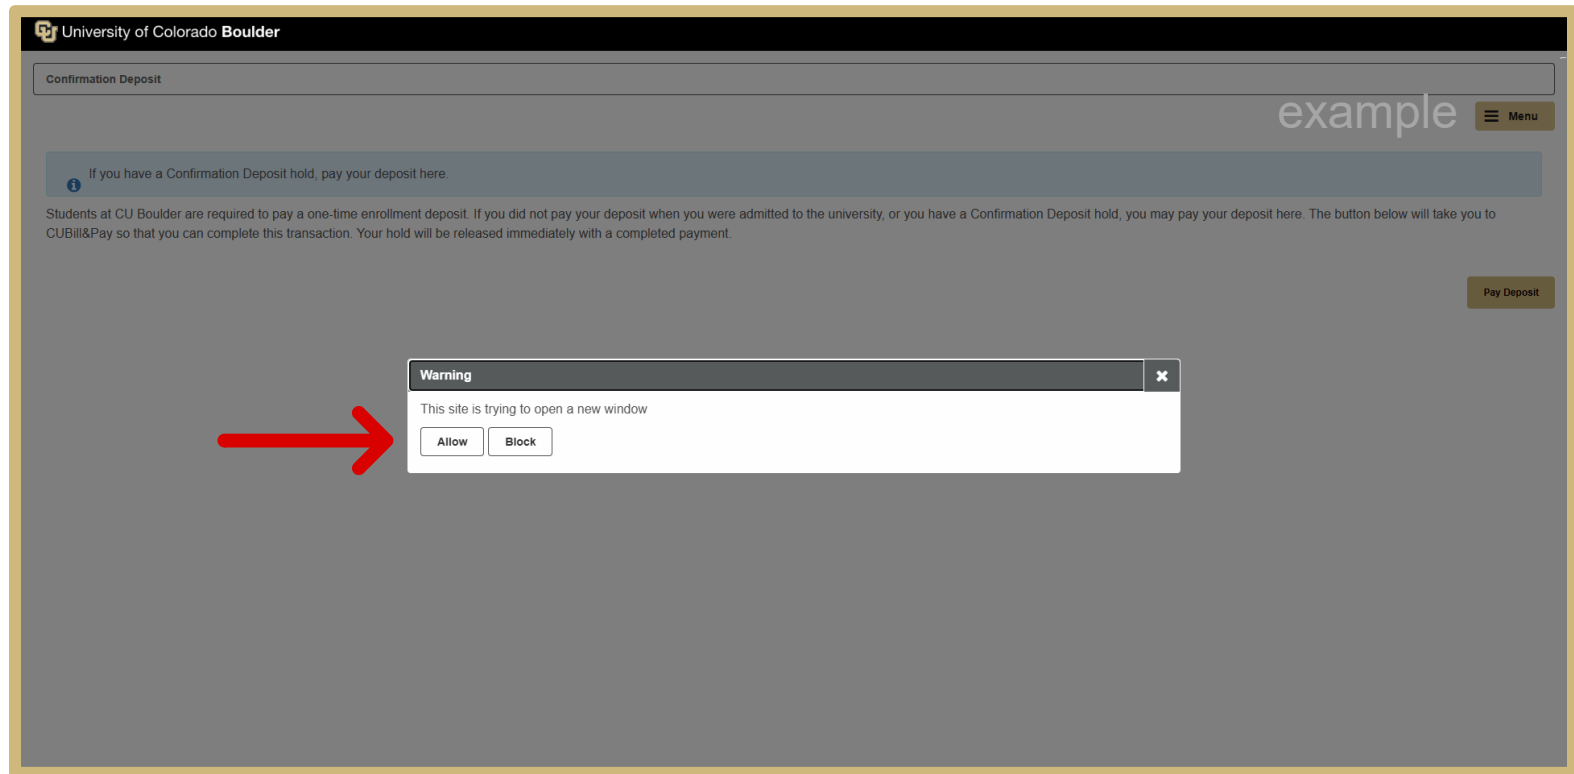 University of Colorado Boulder
Confirmation Deposit
example
Menu
If you have a Confirmation Deposit hold, pay your deposit here.
Students at CU Boulder are required to pay a one-time enrollment deposit. If you did not pay your deposit when you were admitted to the university, or you have a Confirmation Deposit hold, you may pay your deposit here. The button below will take you to
CUBill&Pay so that you can complete this transaction. Your hold will be released immediately with a completed payment.
Pay Deposit
Warning
This site is trying to open a new window
Allow Block